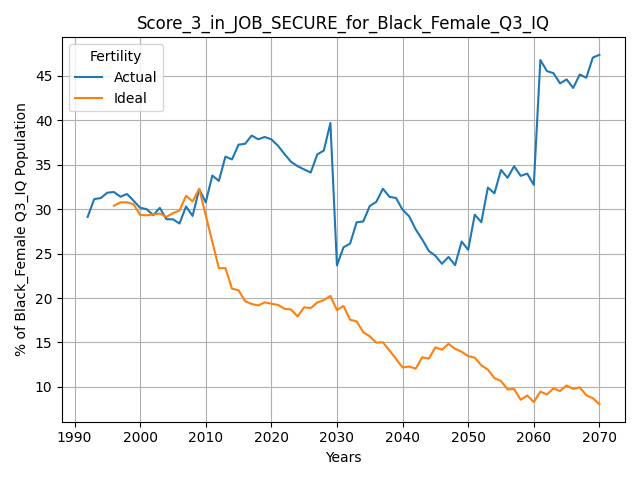 Score_3_in_JOB_SECURE_for_Black_Female_Q3_IQ
Fertility
Actual
Ideal
% of Black_Female Q3_IQ Population
45
40
35
30
25
20
15
10
1990
2000
2010
2020
2030
2040
2050
2060
2070
Years